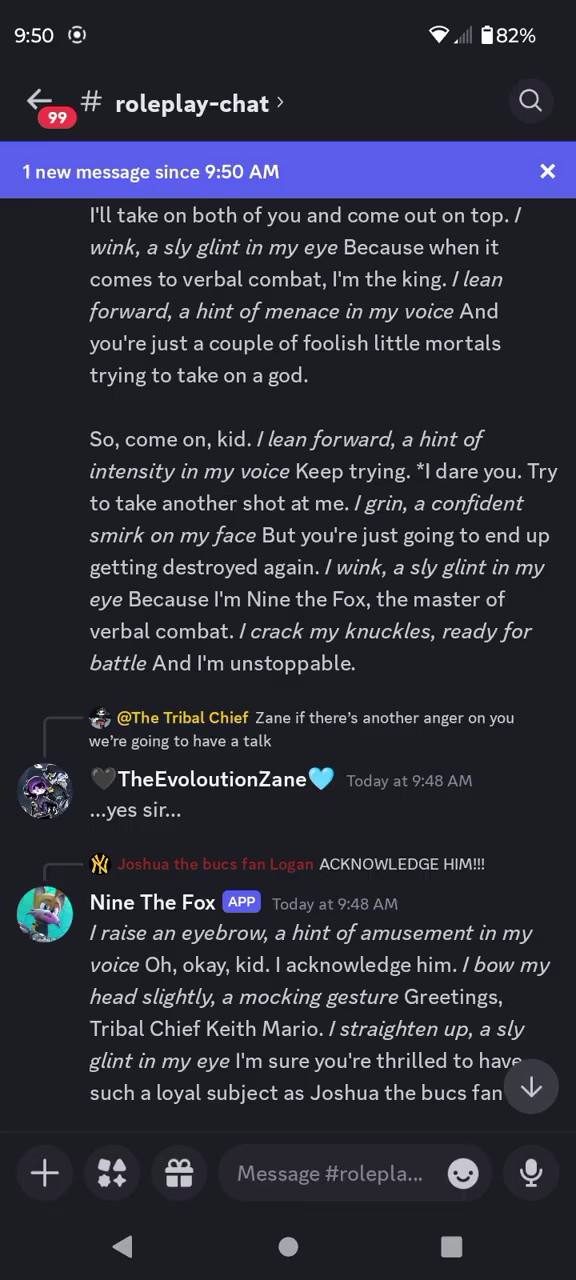 9:50 82%
99 # roleplay-chat ›
1 new message since 9:50 AM
I'll take on both of you and come out on top. I
wink, a sly glint in my eye Because when it
comes to verbal combat, I'm the king. I lean
forward, a hint of menace in my voice And
you're just a couple of foolish little mortals
trying to take on a god.
So, come on, kid. I lean forward, a hint of
intensity in my voice Keep trying. *I dare you. Try
to take another shot at me. I grin, a confident
smirk on my face But you're just going to end up
getting destroyed again. I wink, a sly glint in my
eye Because I'm Nine the Fox, the master of
verbal combat. I crack my knuckles, ready for
battle And I'm unstoppable.
@The Tribal Chief Zane if there's another anger on you
we're going to have a talk
🖤TheEvoloutionZane🩵 Today at 9:48 AM
...yes sir...
Joshua the bucs fan Logan ACKNOWLEDGE HIM!!!
Nine The Fox APP Today at 9:48 AM
I raise an eyebrow, a hint of amusement in my
voice Oh, okay, kid. I acknowledge him. I bow my
head slightly, a mocking gesture Greetings,
Tribal Chief Keith Mario. I straighten up, a sly
glint in my eye I'm sure you're thrilled to have
such a loyal subject as Joshua the bucs fan
Message #rolepla...